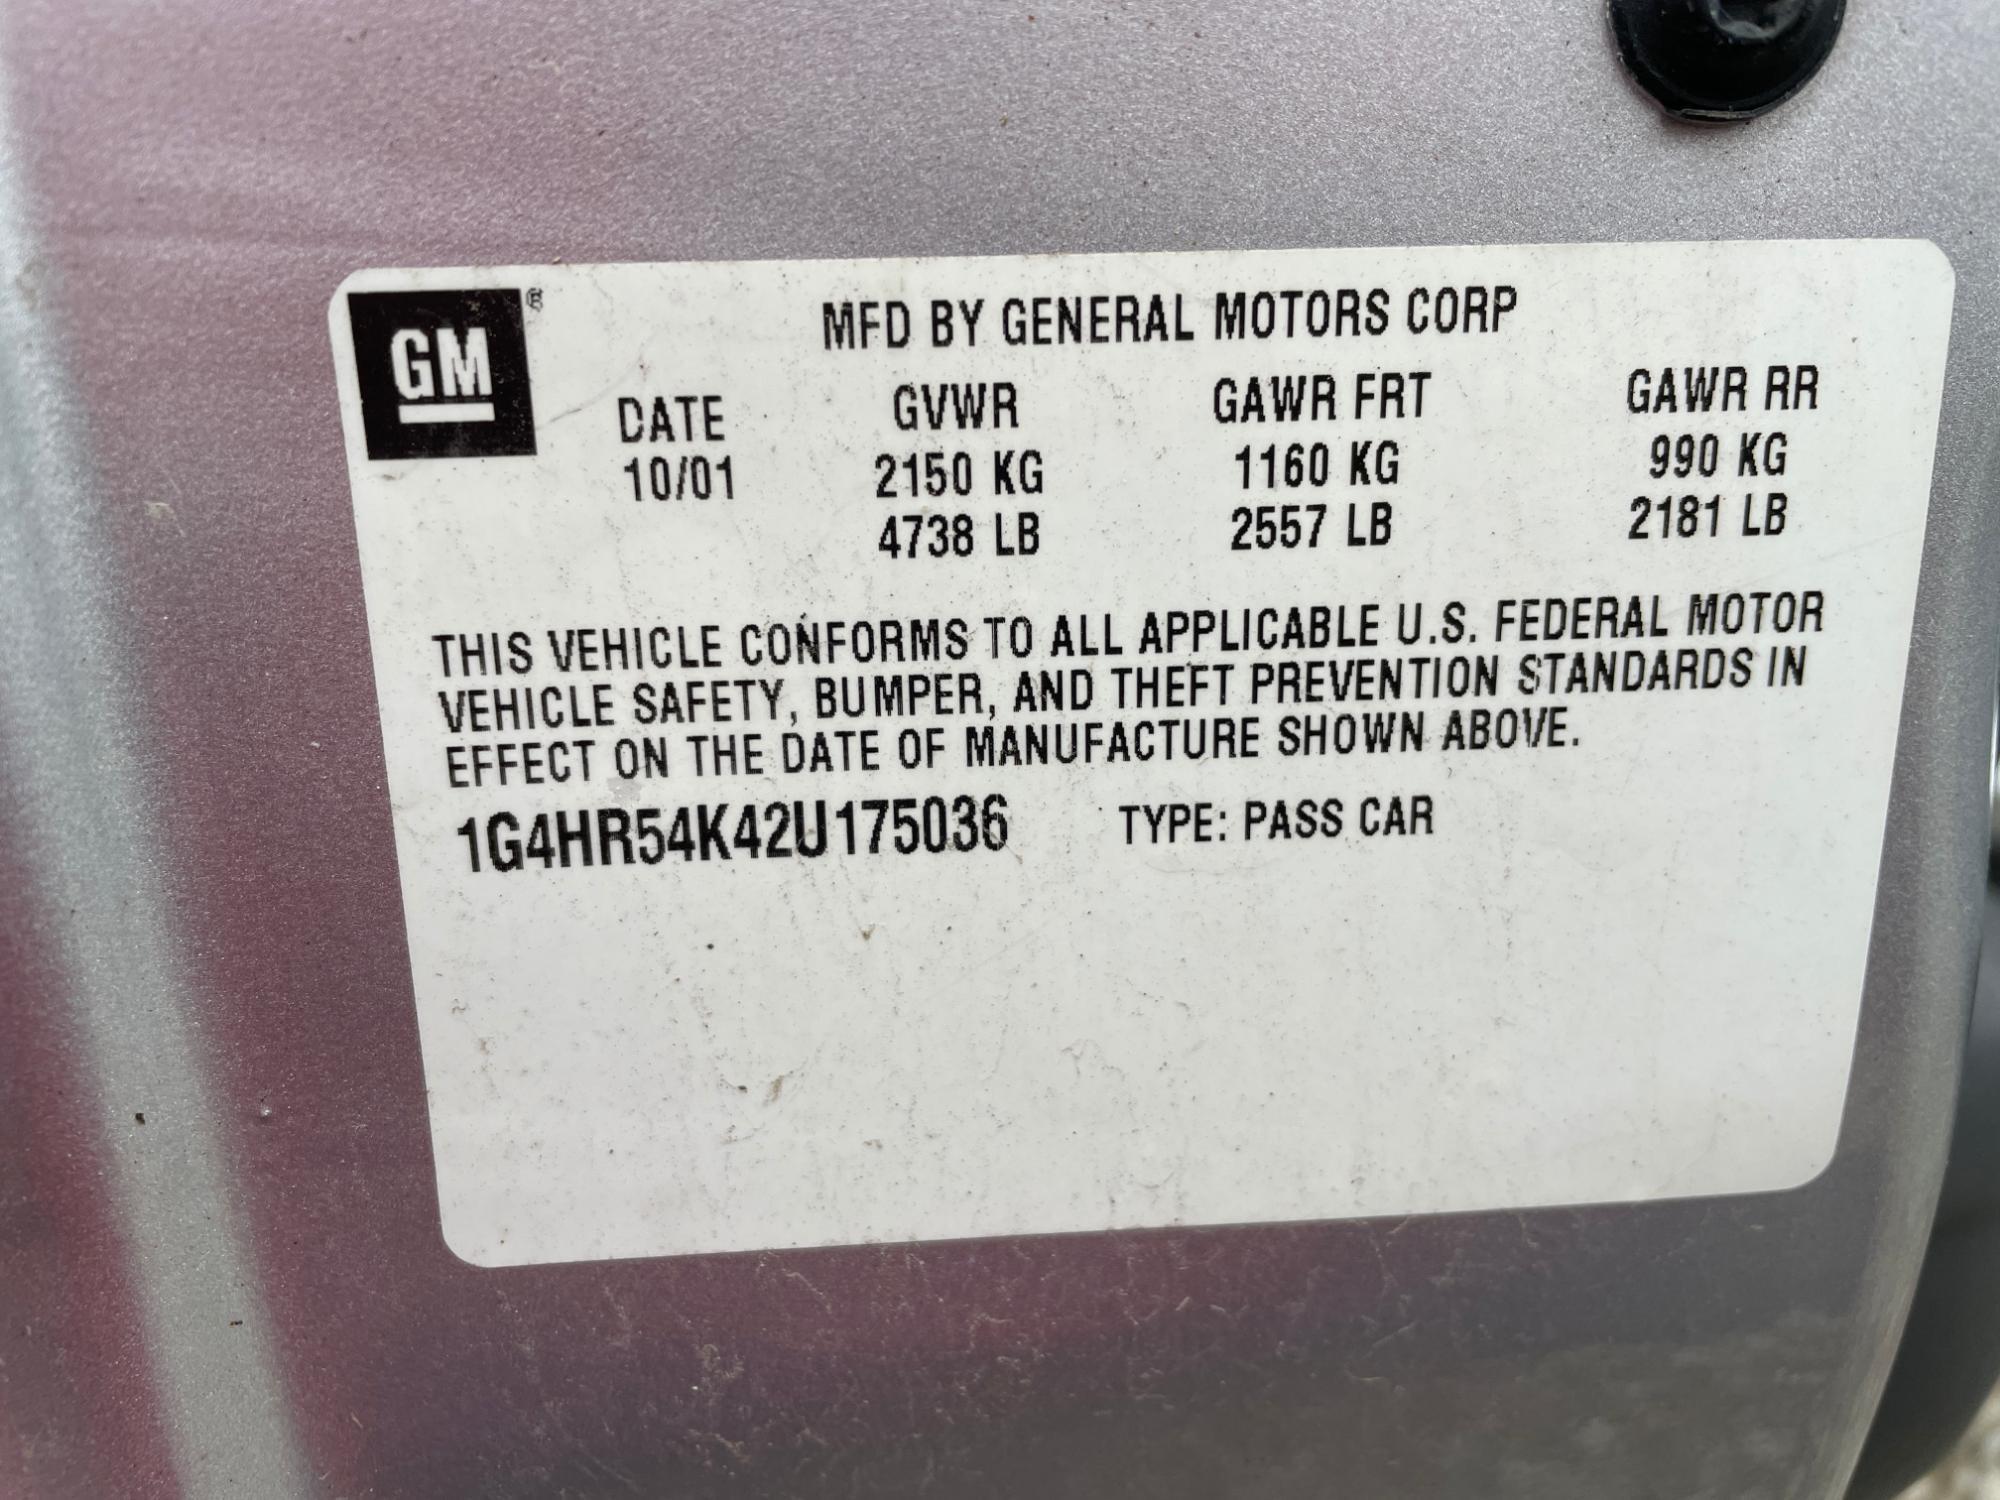 GM®
MFD BY GENERAL MOTORS CORP
DATE GVWR GAWR FRT GAWR RR
10/01 2150 KG 1160 KG 990 KG
4738 LB 2557 LB 2181 LB
THIS VEHICLE CONFORMS TO ALL APPLICABLE U.S. FEDERAL MOTOR
VEHICLE SAFETY, BUMPER, AND THEFT PREVENTION STANDARDS IN
EFFECT ON THE DATE OF MANUFACTURE SHOWN ABOVE.
1G4HR54K42U175036 TYPE: PASS CAR